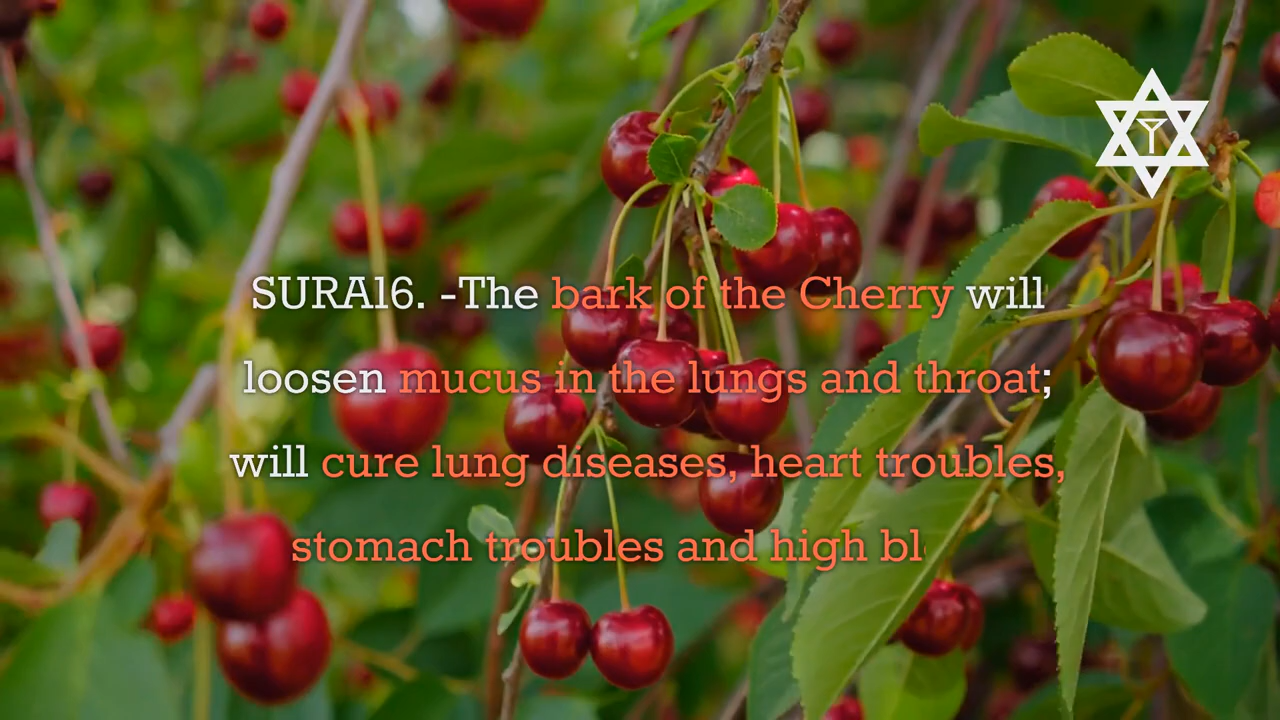 SURA16. -The bark of the Cherry will
loosen mucus in the lungs and throat;
will cure lung diseases, heart troubles,
stomach troubles and high